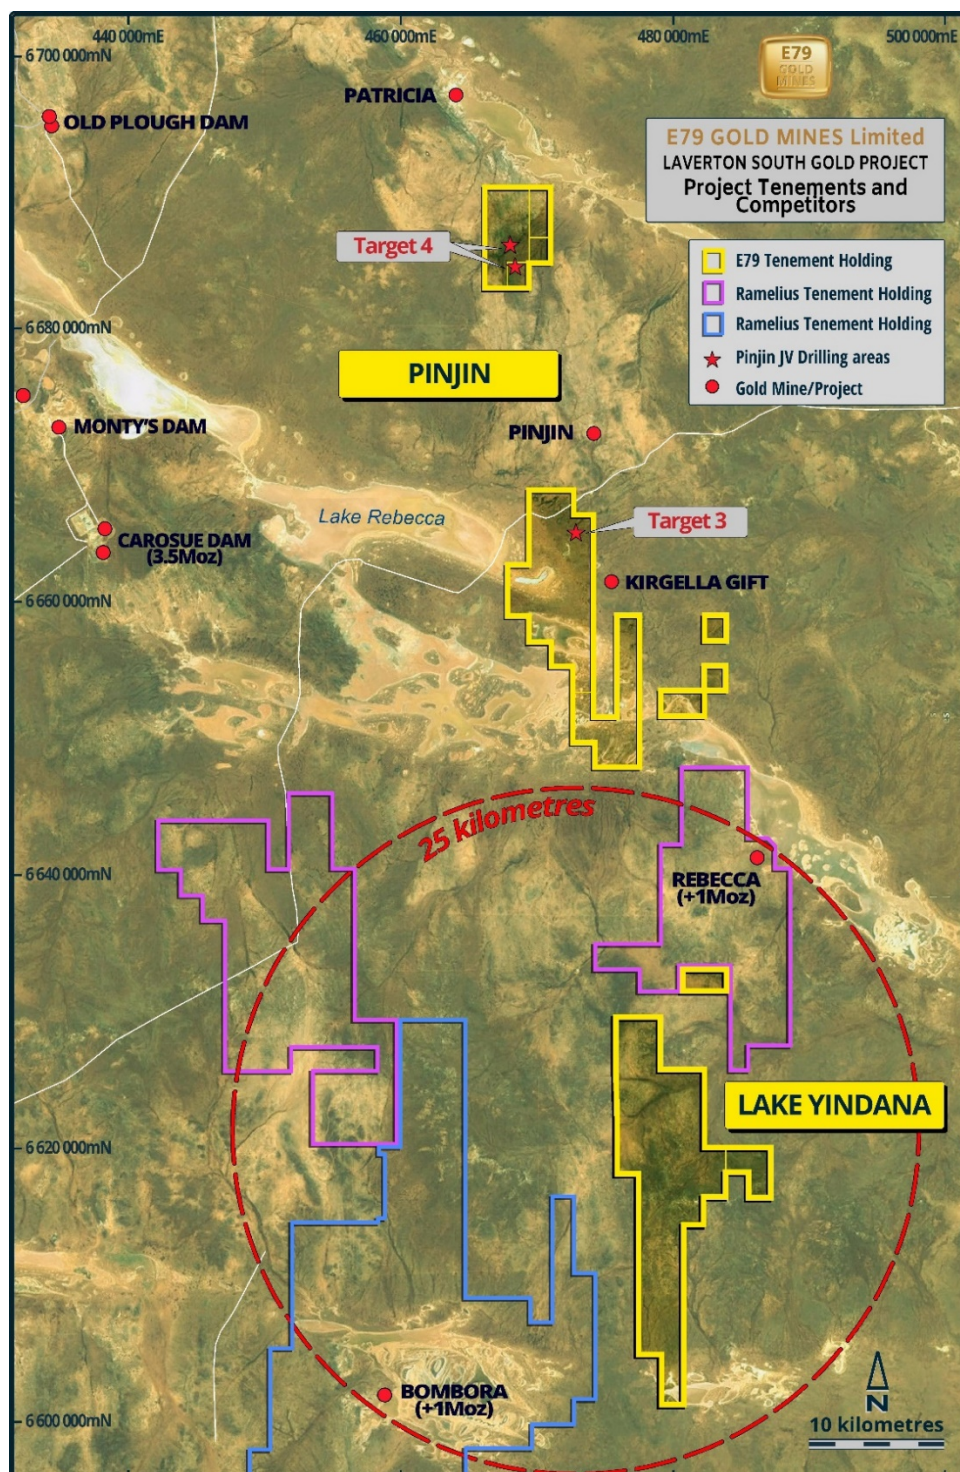 440 000mE
460 000mE
480 000mE
500 000mE
6 700 000mN
E79
GOLD
MINES
PATRICIA
OLD PLOUGH DAM
E79 GOLD MINES Limited
LAVERTON SOUTH GOLD PROJECT
Project Tenements and
Competitors
Target 4
E79 Tenement Holding
Ramelius Tenement Holding
Ramelius Tenement Holding
Pinjin JV Drilling areas
Gold Mine/Project
6 680 000mN
PINJIN
MONTY'S DAM
PINJIN
Lake Rebecca
Target 3
CAROSUE DAM
(3.5Moz)
KIRGELLA GIFT
6 660 000mN
25 kilometres
6 640 000mN
REBECCA
(+1Moz)
LAKE YINDANA
6 620 000mN
BOMBORA
(+1Moz)
6 600 000mN
N
10 kilometres